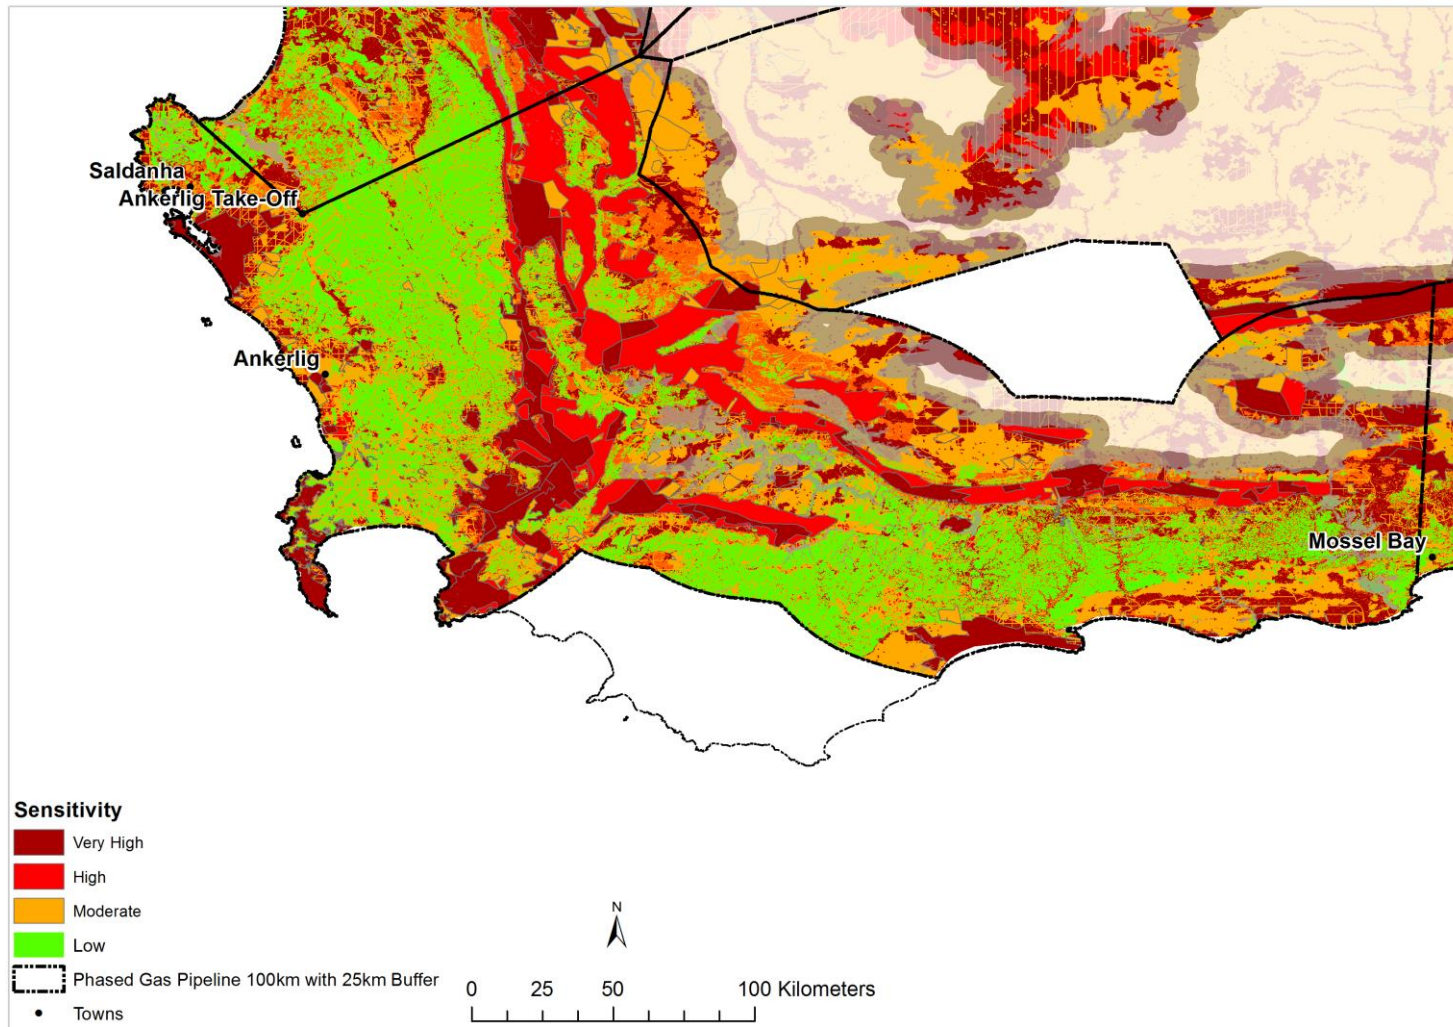 Saldanha
Ankerlig Take-Off
Ankerlig
Mossel Bay
Sensitivity
Very High
High
Moderate
Low
Phased Gas Pipeline 100km with 25km Buffer
Towns
N
0 25 50 100 Kilometers